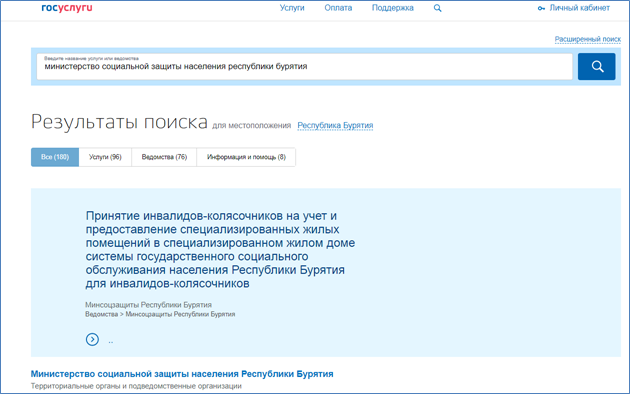 госуслуги
Услуги Оплата Поддержка Личный кабинет
Расширенный поиск
Введите название услуги или ведомства
министерство социальной защиты населения республики бурятия
Результаты поиска для местоположения Республика Бурятия
Все (180) Услуги (96) Ведомства (76) Информация и помощь (8)
Принятие инвалидов-колясочников на учет и
предоставление специализированных жилых
помещений в специализированном жилом доме
системы государственного социального
обслуживания населения Республики Бурятия
для инвалидов-колясочников
Минсоцзащиты Республики Бурятия
Ведомства > Минсоцзащиты Республики Бурятия
..
Министерство социальной защиты населения Республики Бурятия
Территориальные органы и подведомственные организации